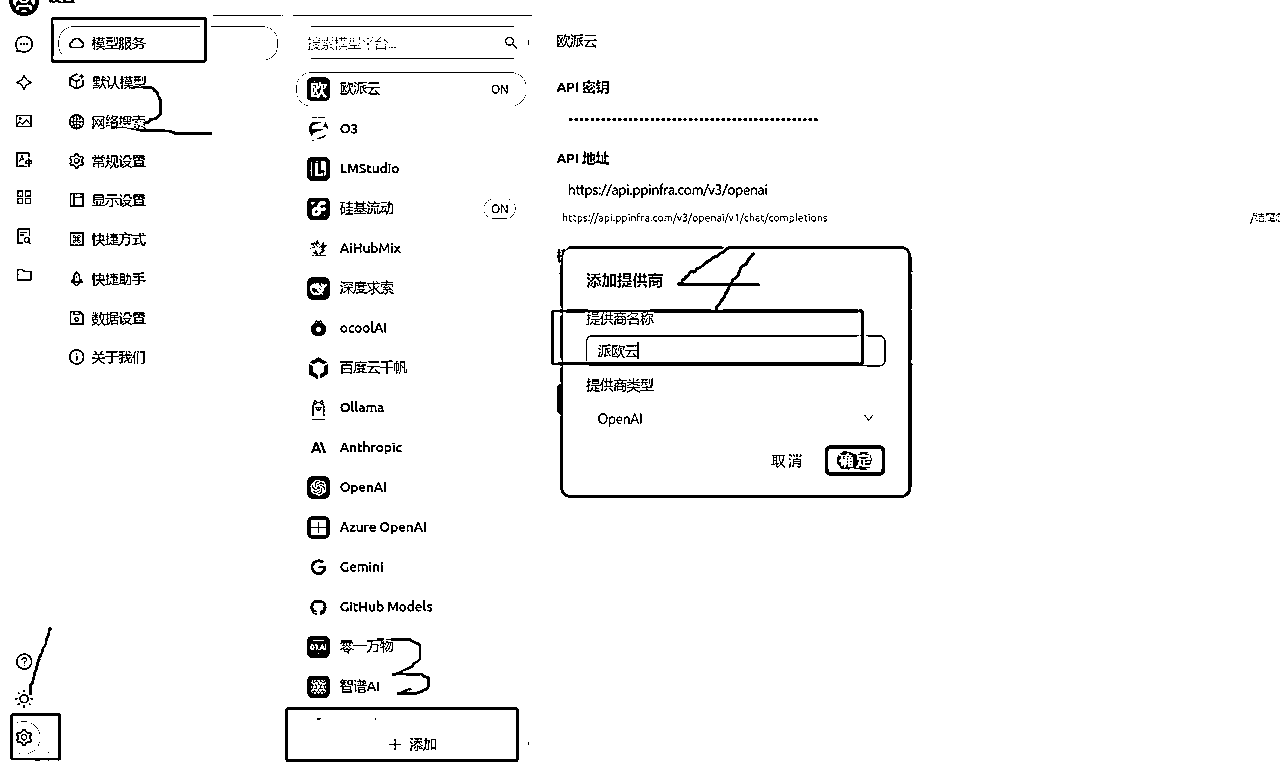 模型服务
默认模型
网络搜索
常规设置
显示设置
快捷方式
快捷助手
数据设置
关于我们
1
2
搜索模型平台...
欧派云 ON
O3
LMStudio
硅基流动 ON
AiHubMix
深度求索
ocoolAI
百度云千帆
Ollama
Anthropic
OpenAI
Azure OpenAI
Gemini
GitHub Models
零一万物
智谱AI
3
+ 添加
欧派云
API 密钥
API 地址
https://api.ppinfra.com/v3/openai
https://api.ppinfra.com/v3/openai/v1/chat/completions
添加提供商
4
提供商名称
派欧云
提供商类型
OpenAI
取消 确定